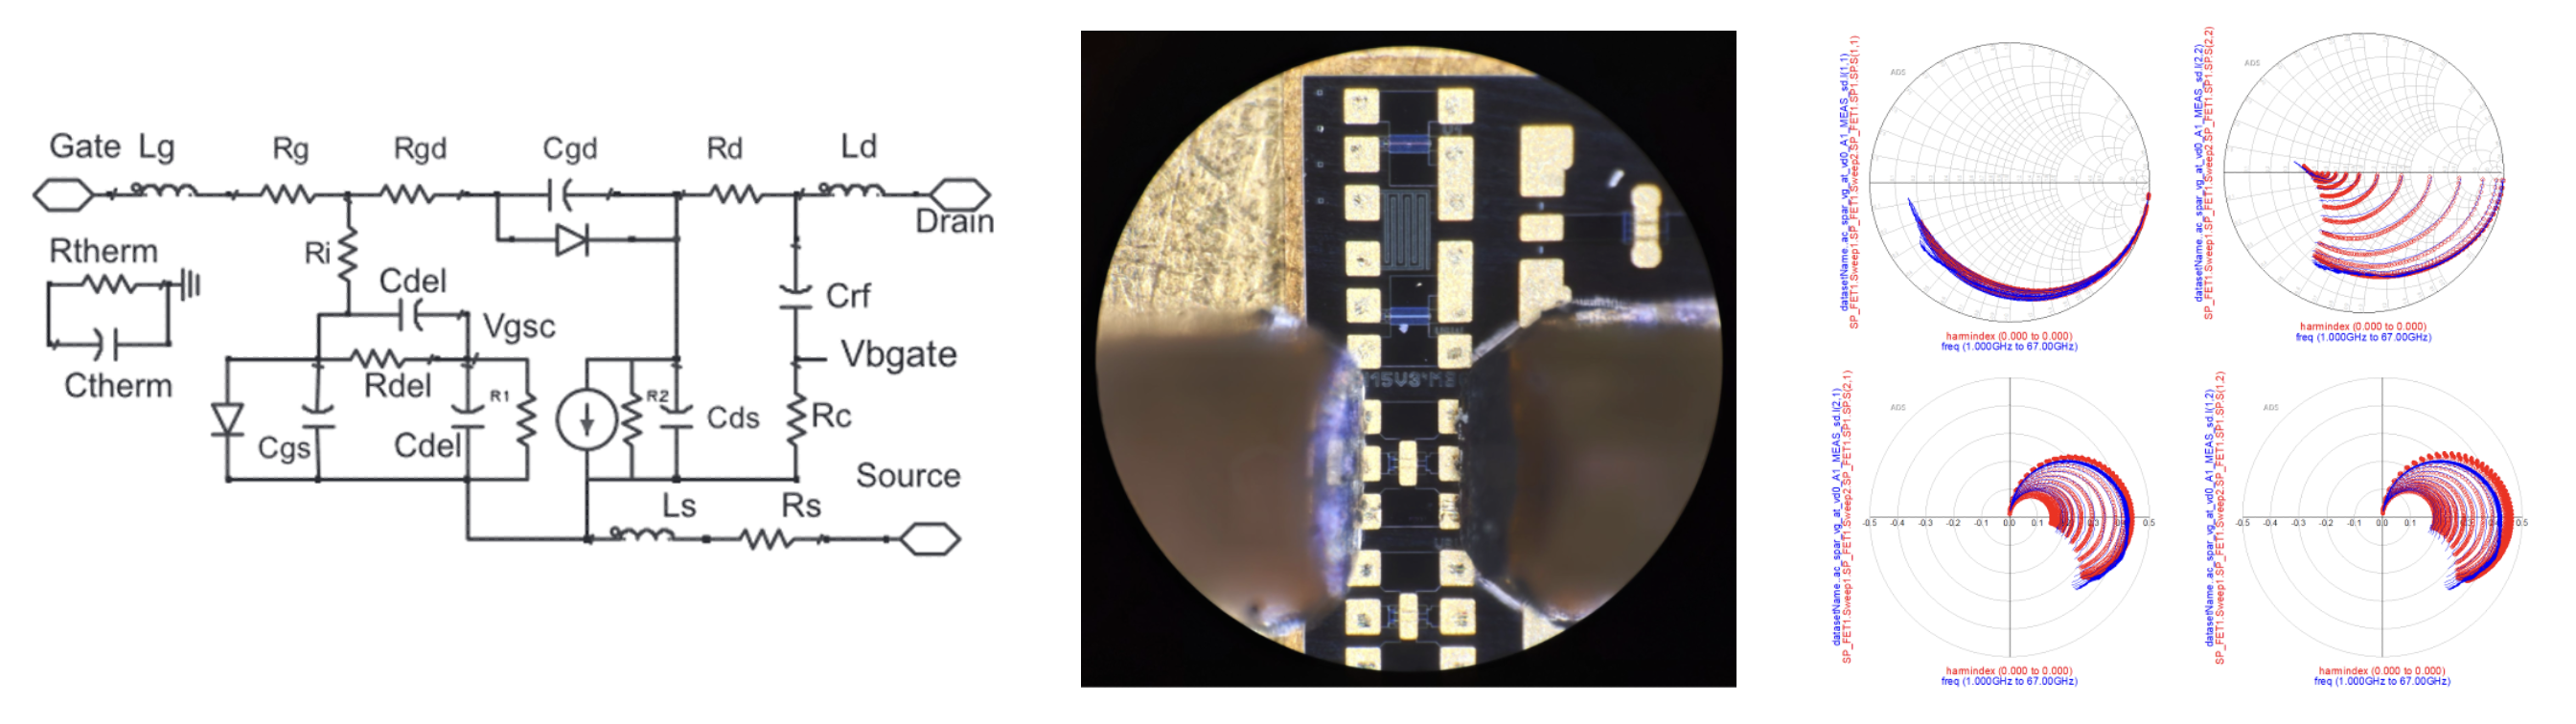 Gate Lg Rg Rgd Cgd Rd Ld
Drain
Rtherm
Ri
Cdel
Crf
Vgsc
Vbgate
Ctherm
Rdel
R1
R2
Cgs
Cdel
Cds
Rc
Source
Ls
Rs
15V3
ADS
harmindex (0.000 to 0.000)
freq (1.000GHz to 67.00GHz)
datasetName..ac_spar_vg_at_vd0_A1_MEAS_sd.I(1,1)
SP_FET1.Sweep1.SP_FET1.Sweep2.SP_FET1.SP1.SP.S(1,1)
ADS
harmindex (0.000 to 0.000)
freq (1.000GHz to 67.00GHz)
datasetName..ac_spar_vg_at_vd0_A1_MEAS_sd.I(2,2)
SP_FET1.Sweep1.SP_FET1.Sweep2.SP_FET1.SP1.SP.S(2,2)
ADS
-0.5 -0.4 -0.3 -0.2 -0.1 0.0 0.1 0.5
harmindex (0.000 to 0.000)
freq (1.000GHz to 67.00GHz)
datasetName..ac_spar_vg_at_vd0_A1_MEAS_sd.I(2,1)
SP_FET1.Sweep1.SP_FET1.Sweep2.SP_FET1.SP1.SP.S(2,1)
ADS
-0.5 -0.4 -0.3 -0.2 -0.1 0.0 0.1 0.5
harmindex (0.000 to 0.000)
freq (1.000GHz to 67.00GHz)
datasetName..ac_spar_vg_at_vd0_A1_MEAS_sd.I(1,2)
SP_FET1.Sweep1.SP_FET1.Sweep2.SP_FET1.SP1.SP.S(1,2)